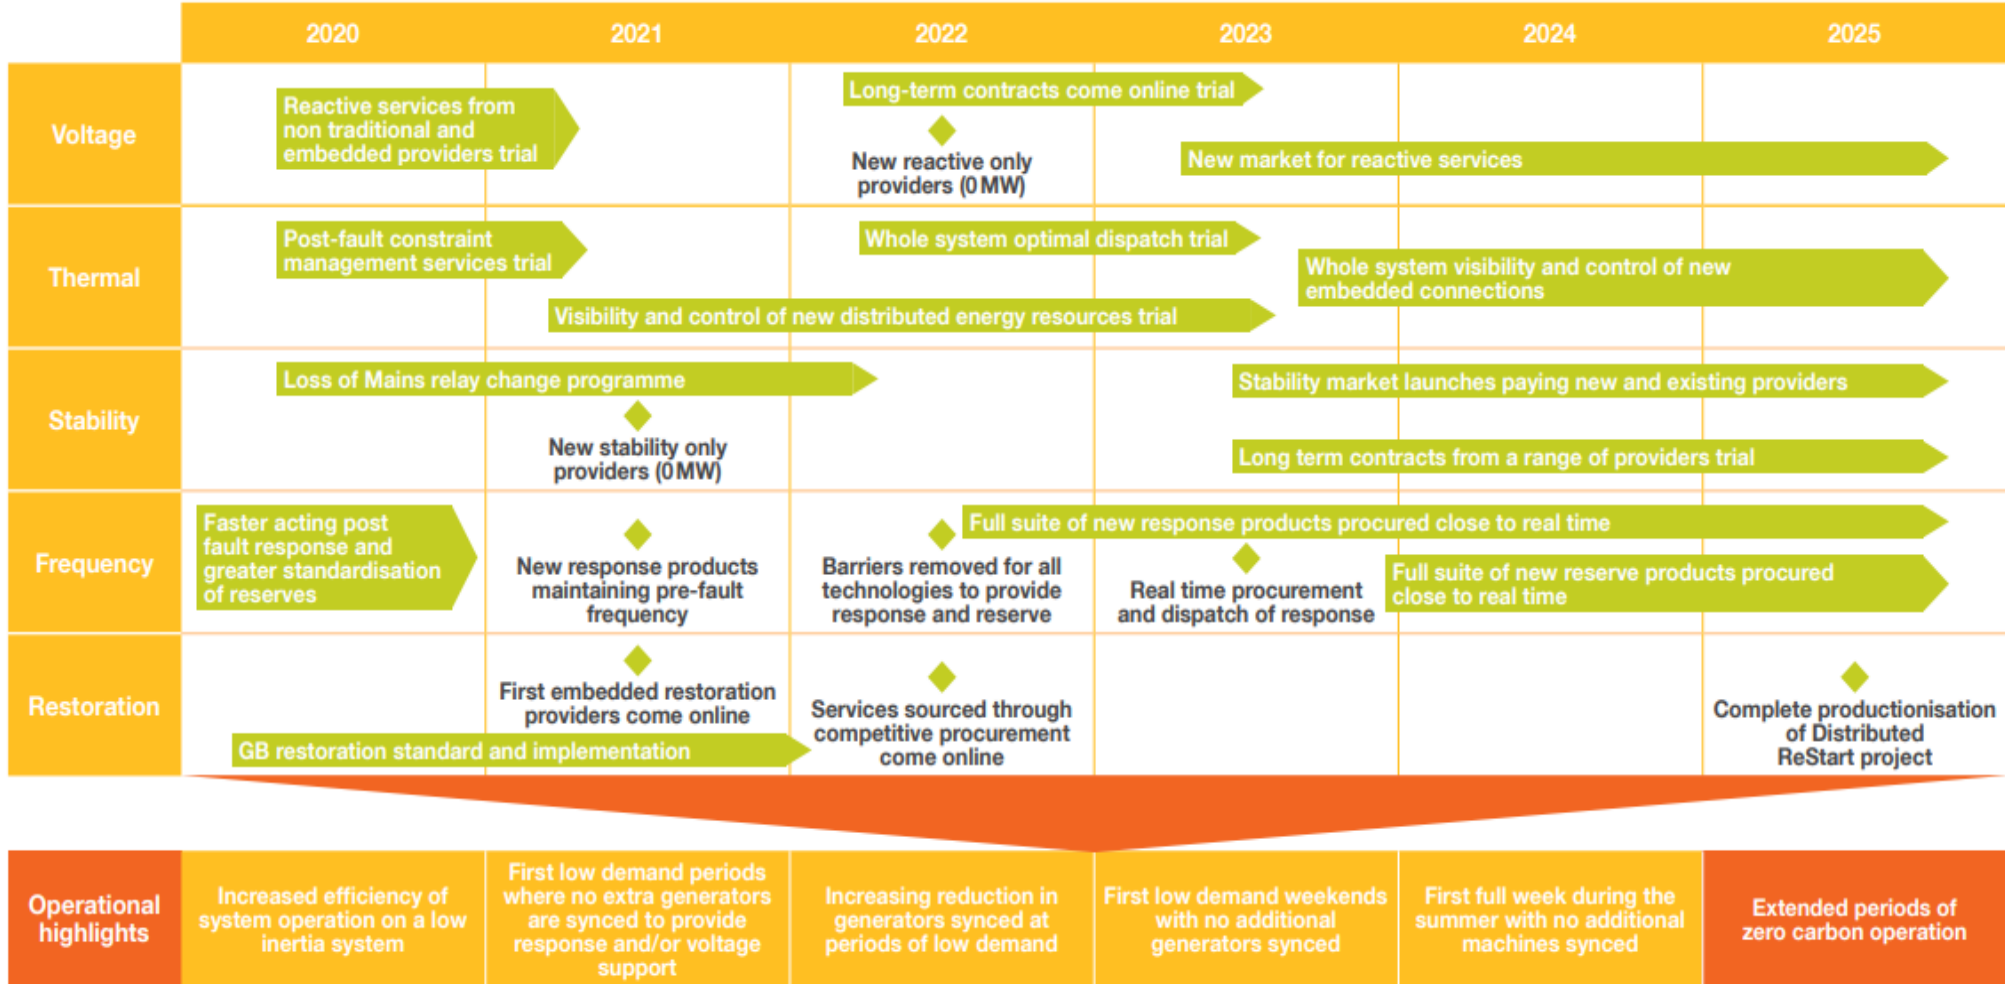 2020
2021
2022
2023
2024
2025
Voltage
Reactive services from
non traditional and
embedded providers trial
Long-term contracts come online trial
New reactive only
providers (0 MW)
New market for reactive services
Thermal
Post-fault constraint
management services trial
Whole system optimal dispatch trial
Whole system visibility and control of new
embedded connections
Visibility and control of new distributed energy resources trial
Stability
Loss of Mains relay change programme
New stability only
providers (0 MW)
Stability market launches paying new and existing providers
Long term contracts from a range of providers trial
Frequency
Faster acting post
fault response and
greater standardisation
of reserves
New response products
maintaining pre-fault
frequency
Barriers removed for all
technologies to provide
response and reserve
Full suite of new response products procured close to real time
Real time procurement
and dispatch of response
Full suite of new reserve products procured
close to real time
Restoration
First embedded restoration
providers come online
GB restoration standard and implementation
Services sourced through
competitive procurement
come online
Complete productionisation
of Distributed
ReStart project
Operational
highlights
Increased efficiency of
system operation on a low
inertia system
First low demand periods
where no extra generators
are synced to provide
response and/or voltage
support
Increasing reduction in
generators synced at
periods of low demand
First low demand weekends
with no additional
generators synced
First full week during the
summer with no additional
machines synced
Extended periods of
zero carbon operation